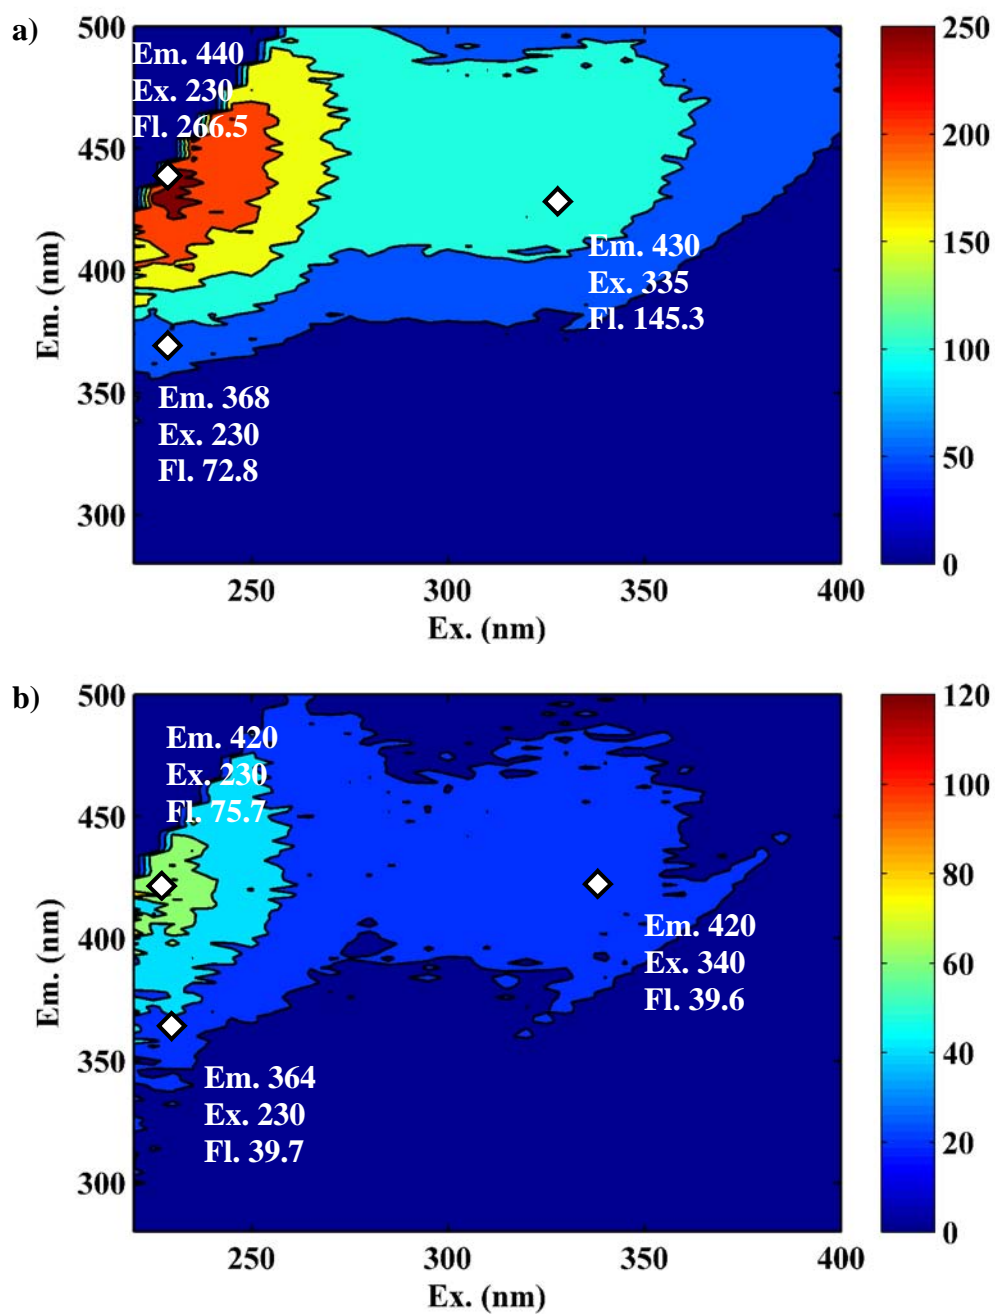 a)
500
450
400
350
300
Em. (nm)
Em. 440
Ex. 230
Fl. 266.5
Em. 430
Ex. 335
Fl. 145.3
Em. 368
Ex. 230
Fl. 72.8
250
300
350
400
Ex. (nm)
250
200
150
100
50
0
b)
500
450
400
350
300
Em. (nm)
Em. 420
Ex. 230
Fl. 75.7
Em. 420
Ex. 340
Fl. 39.6
Em. 364
Ex. 230
Fl. 39.7
250
300
350
400
Ex. (nm)
120
100
80
60
40
20
0